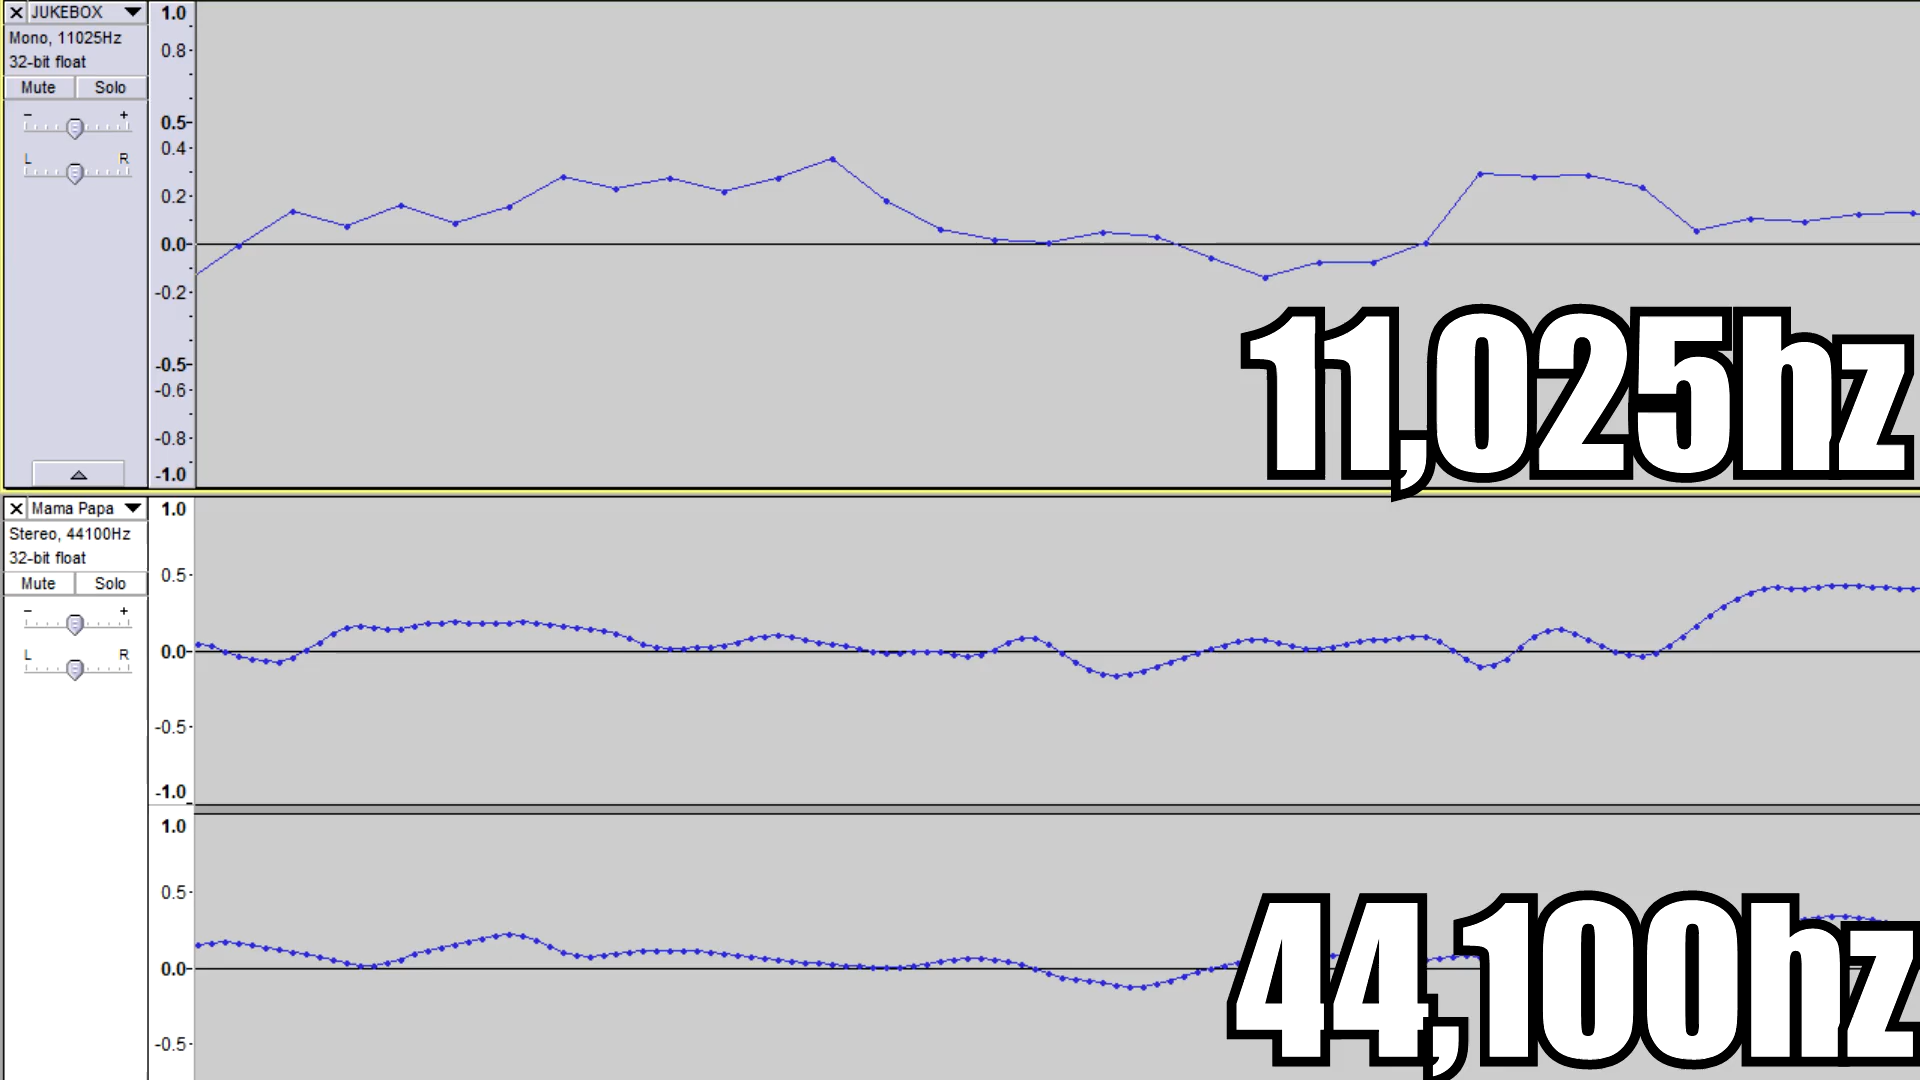 JUKEBOX
Mono, 11025Hz
32-bit float
Mute Solo
- +
L R
1.0
0.8
0.5
0.4
0.2
0.0
-0.2
-0.5
-0.6
-0.8
-1.0
11,025hz
Mama Papa
Stereo, 44100Hz
32-bit float
Mute Solo
- +
L R
1.0
0.5
0.0
-0.5
-1.0
1.0
0.5
0.0
-0.5
44,100hz